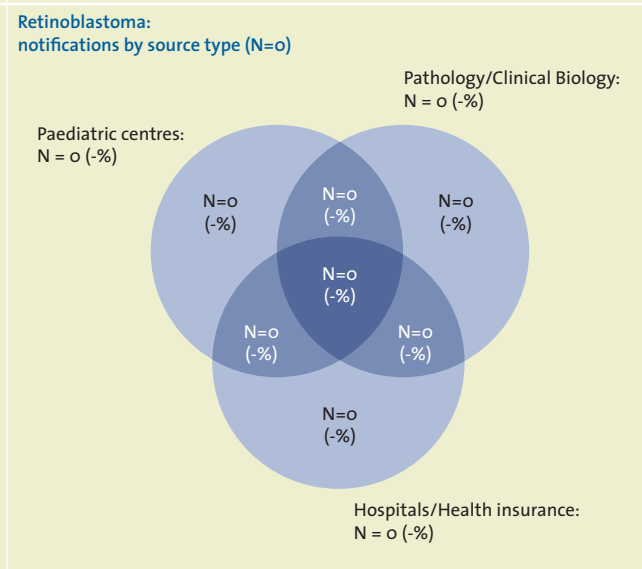 Retinoblastoma:
notifications by source type (N=0)
Pathology/Clinical Biology:
N = 0 (-%)
Paediatric centres:
N = 0 (-%)
N=0
(-%)
N=0
(-%)
N=0
(-%)
N=0
(-%)
N=0
(-%)
N=0
(-%)
N=0
(-%)
Hospitals/Health insurance:
N = 0 (-%)